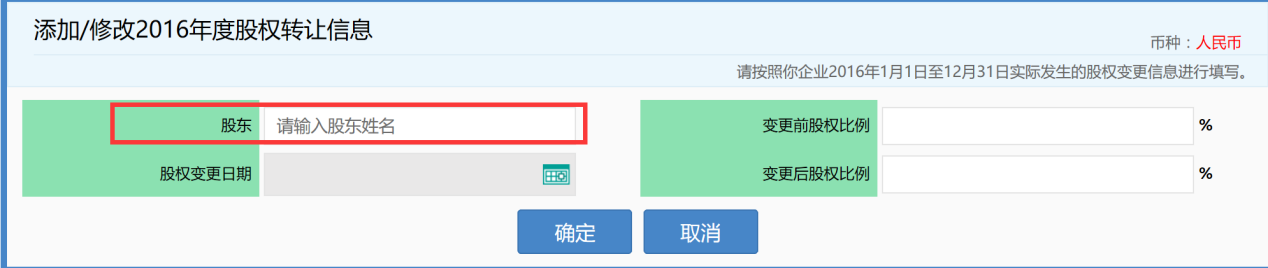 添加/修改2016年度股权转让信息
币种：人民币
请按照你企业2016年1月1日至12月31日实际发生的股权变更信息进行填写。
股东 请输入股东姓名 变更前股权比例 %
股权变更日期 变更后股权比例 %
确定 取消